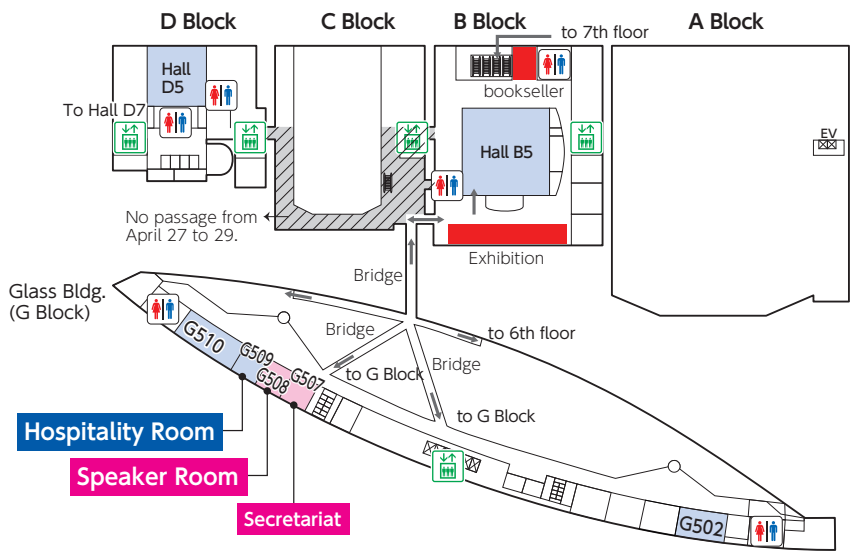 D Block
C Block
B Block
A Block
to 7th floor
Hall
D5
bookseller
To Hall D7
EV
Hall B5
No passage from
April 27 to 29.
Exhibition
Bridge
Glass Bldg.
(G Block)
Bridge
to 6th floor
G510
G509
G508
G507
to G Block
Bridge
to G Block
Hospitality Room
Speaker Room
Secretariat
G502